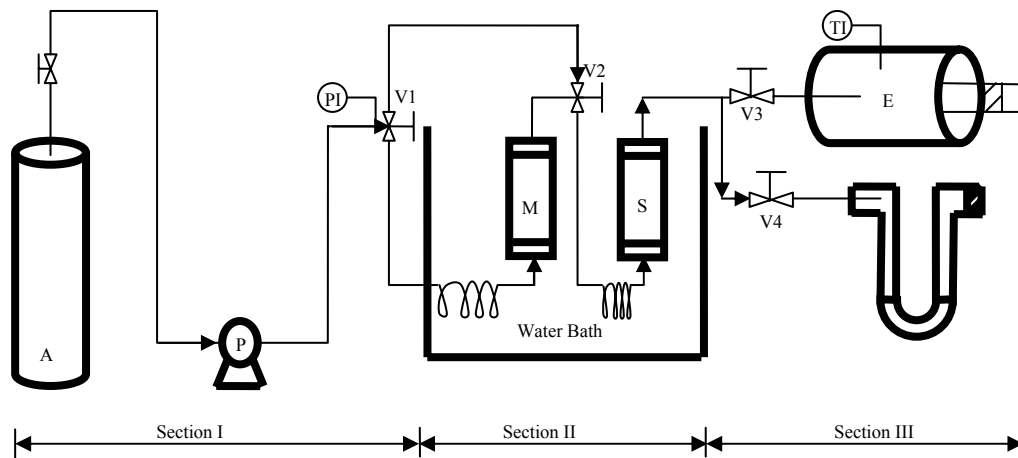 TI
PI
V1
V2
V3
E
M
S
V4
A
P
Water Bath
Section I
Section II
Section III